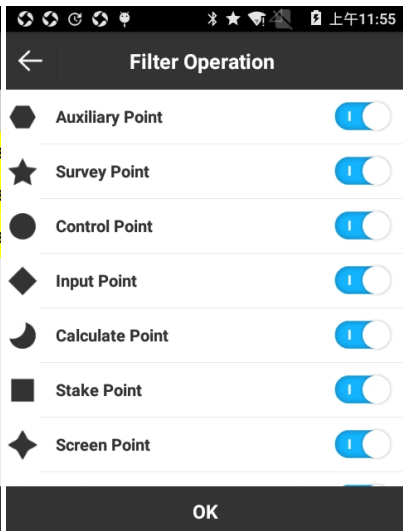 上午11:55
Filter Operation
Auxiliary Point
Survey Point
Control Point
Input Point
Calculate Point
Stake Point
Screen Point
OK